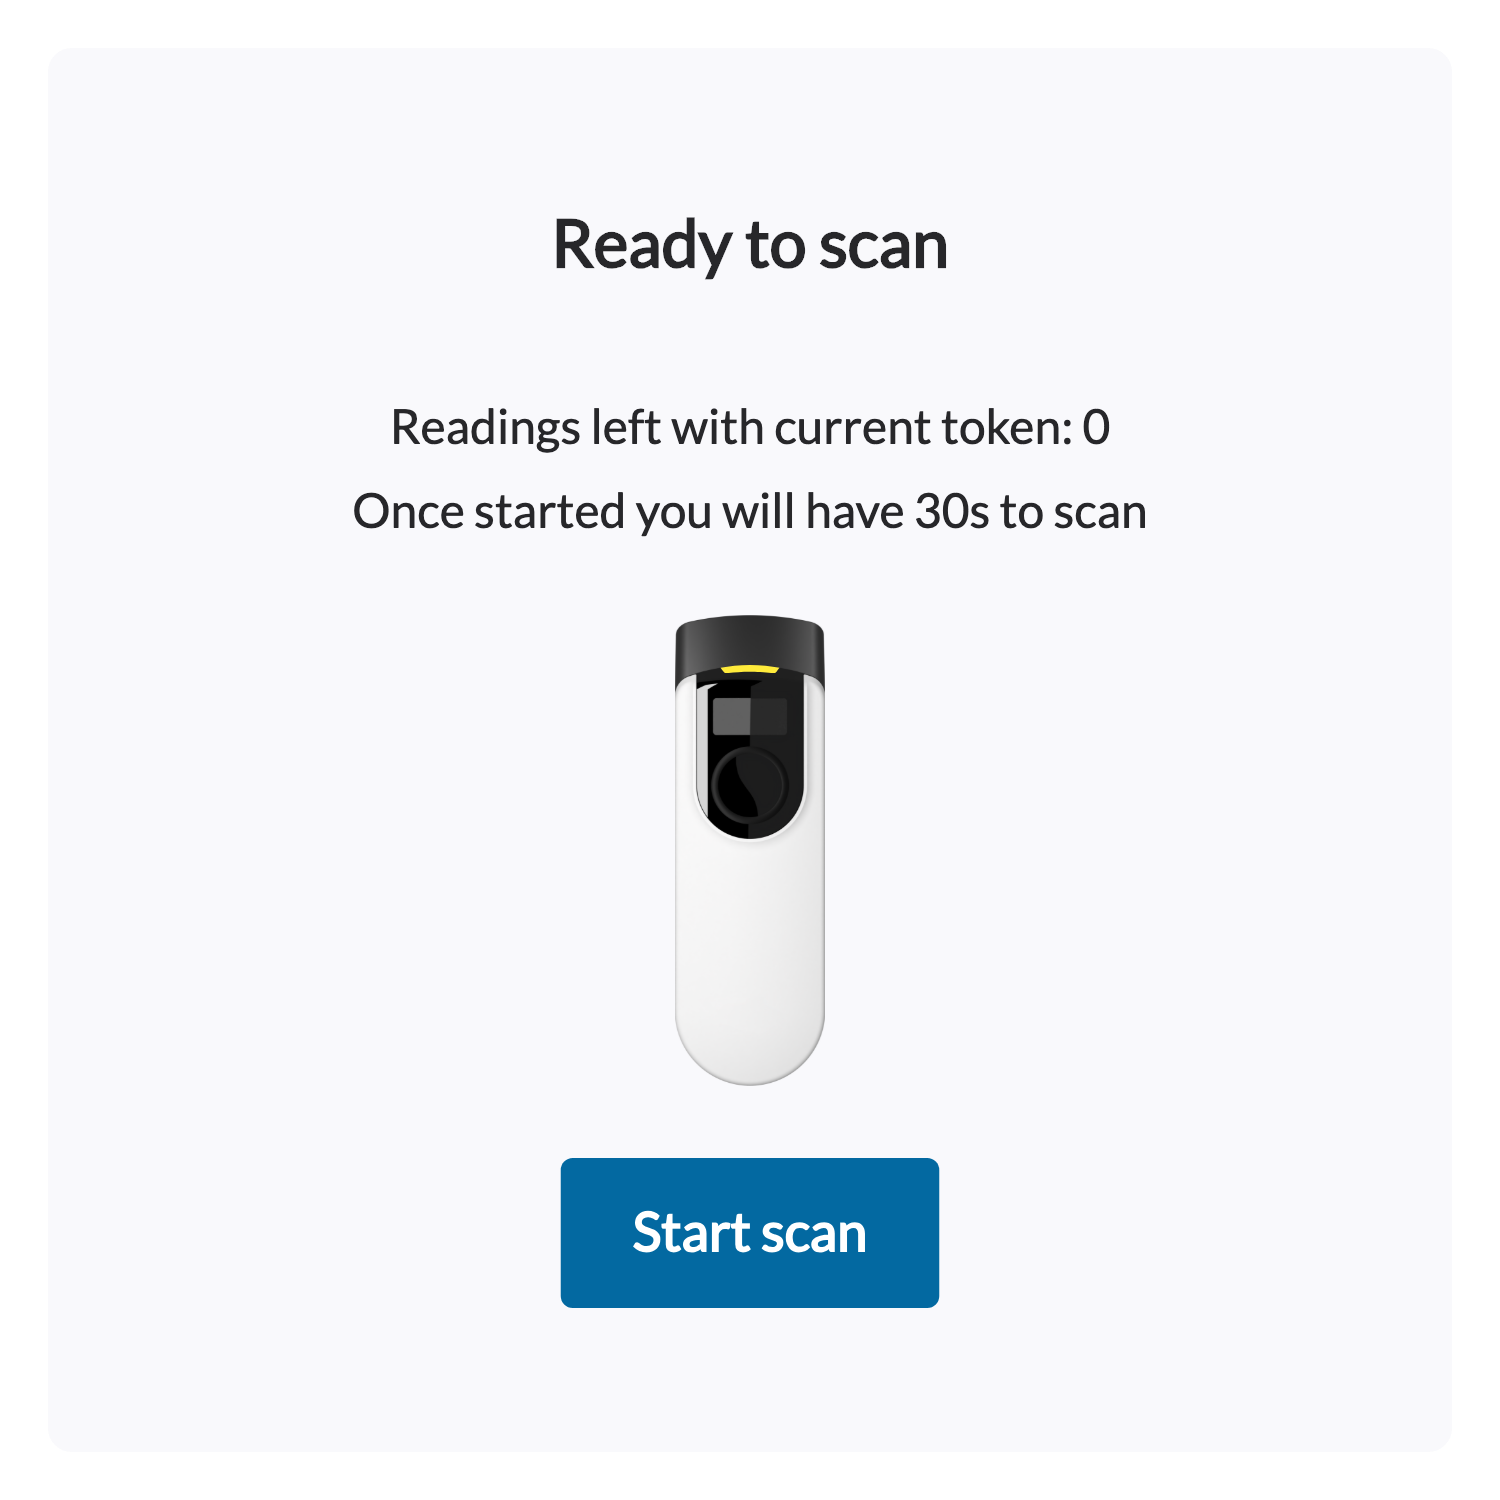 Ready to scan
Readings left with current token: 0
Once started you will have 30s to scan
Start scan